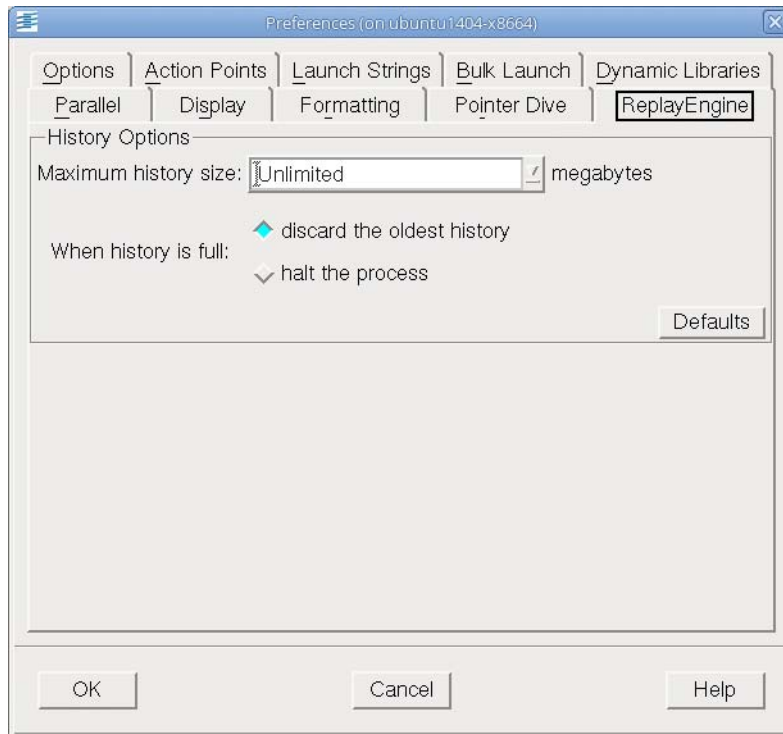 Preferences (on ubuntu1404-x8664)
Options Action Points Launch Strings Bulk Launch Dynamic Libraries
Parallel Display Formatting Pointer Dive ReplayEngine
History Options
Maximum history size: Unlimited megabytes
When history is full:
discard the oldest history
halt the process
Defaults
OK Cancel Help